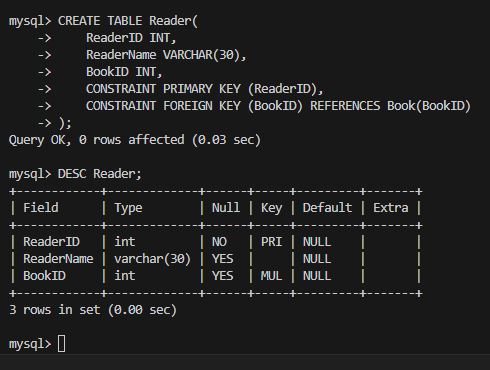 mysql> CREATE TABLE Reader(
    ->     ReaderID INT,
    ->     ReaderName VARCHAR(30),
    ->     BookID INT,
    ->     CONSTRAINT PRIMARY KEY (ReaderID),
    ->     CONSTRAINT FOREIGN KEY (BookID) REFERENCES Book(BookID)
    -> );
Query OK, 0 rows affected (0.03 sec)

mysql> DESC Reader;
+------------+-------------+------+-----+---------+-------+
| Field      | Type        | Null | Key | Default | Extra |
+------------+-------------+------+-----+---------+-------+
| ReaderID   | int         | NO   | PRI | NULL    |       |
| ReaderName | varchar(30) | YES  |     | NULL    |       |
| BookID     | int         | YES  | MUL | NULL    |       |
+------------+-------------+------+-----+---------+-------+
3 rows in set (0.00 sec)

mysql>